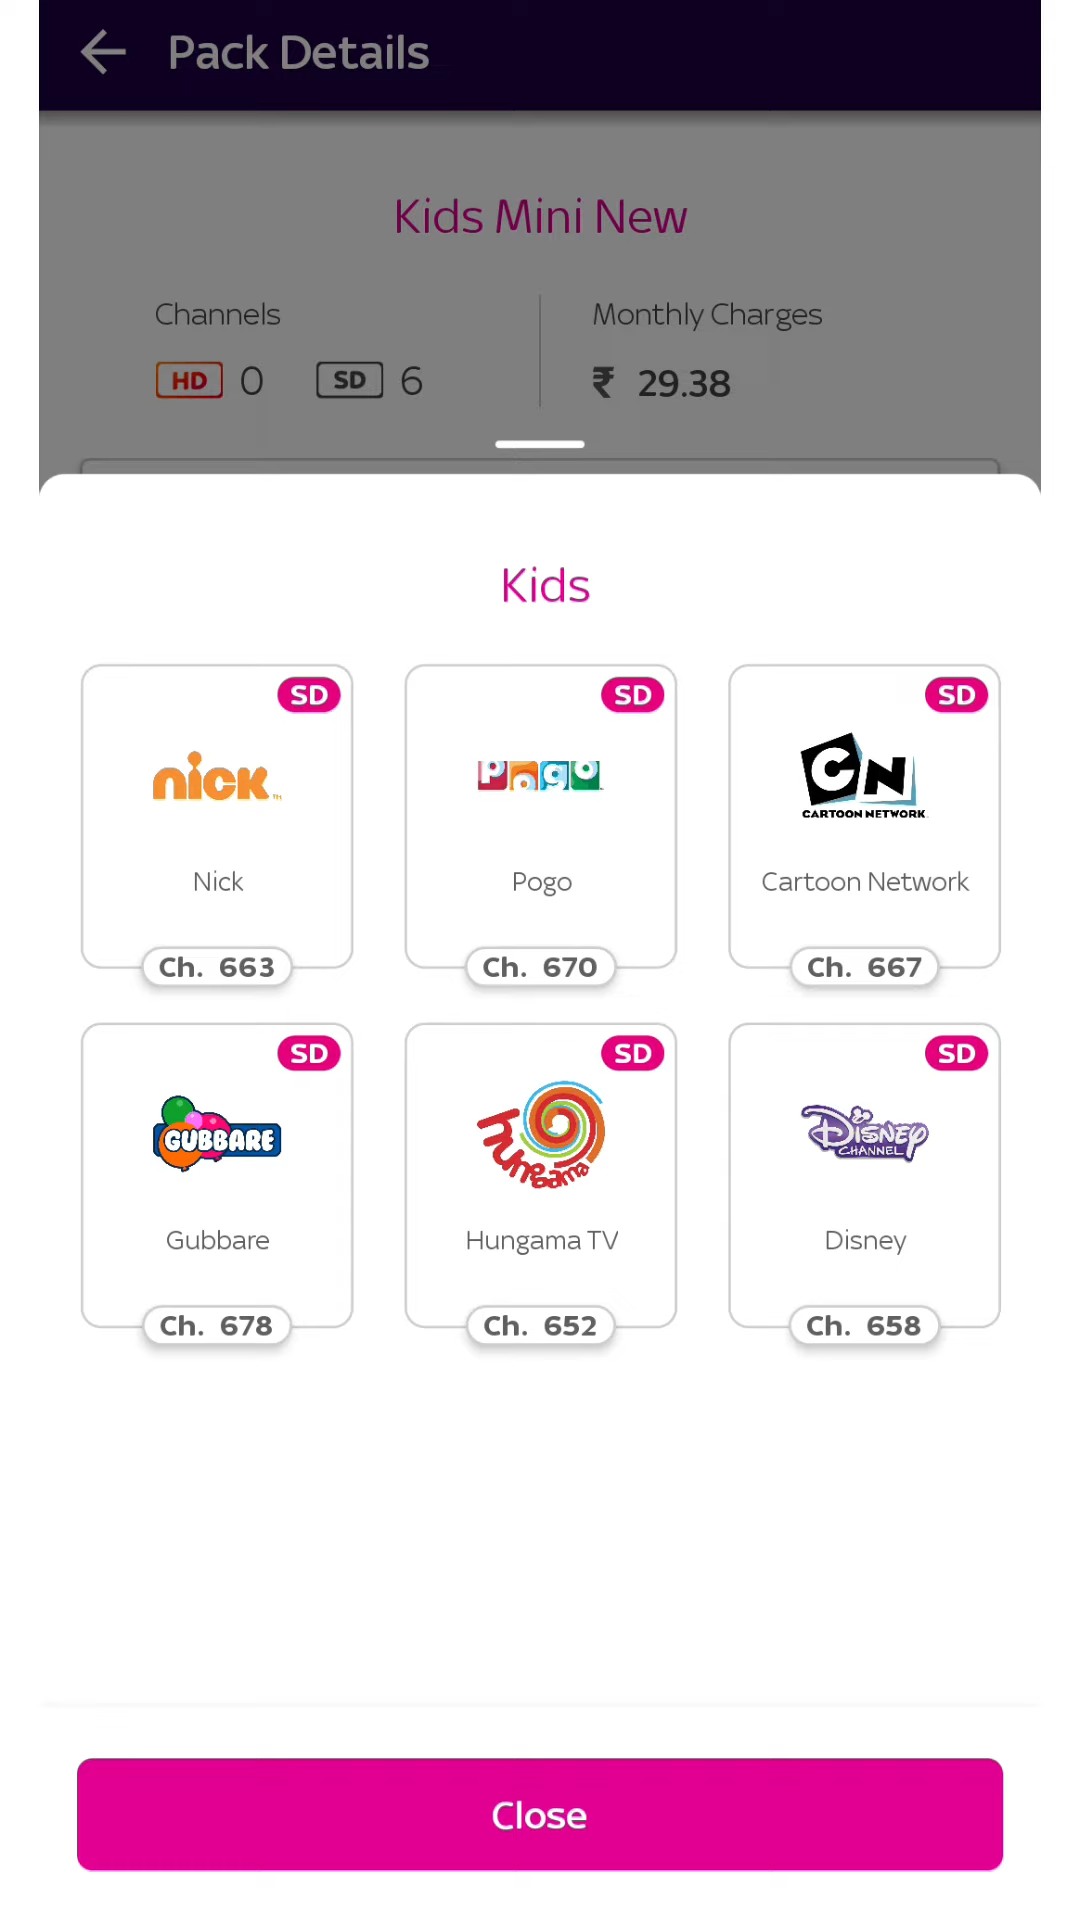 Pack Details
Kids Mini New
Channels
Monthly Charges
HD 0 SD 6
₹ 29.38
Kids
SD
SD
SD
nick™
POGO
CN
CARTOON NETWORK
Nick
Pogo
Cartoon Network
Ch. 663
Ch. 670
Ch. 667
SD
SD
SD
GUBBARE
hungama
DISNEY
CHANNEL
Gubbare
Hungama TV
Disney
Ch. 678
Ch. 652
Ch. 658
Close